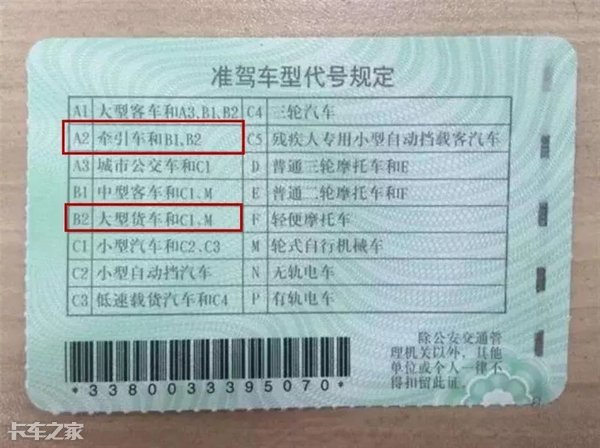 准驾车型代号规定
A1 大型客车和A3、B1、B2 C4 三轮汽车
A2 牵引车和B1、B2 C5 残疾人专用小型自动挡载客汽车
A3 城市公交车和C1 D 普通三轮摩托车和E
B1 中型客车和C1、M E 普通二轮摩托车和F
B2 大型货车和C1、M F 轻便摩托车
C1 小型汽车和C2、C3 M 轮式自行机械车
C2 小型自动挡汽车 N 无轨电车
C3 低速载货汽车和C4 P 有轨电车
除公安交通管
理机关以外，其他
单位或个人一律不
得扣留此证。
*3380033395070*
卡车之家